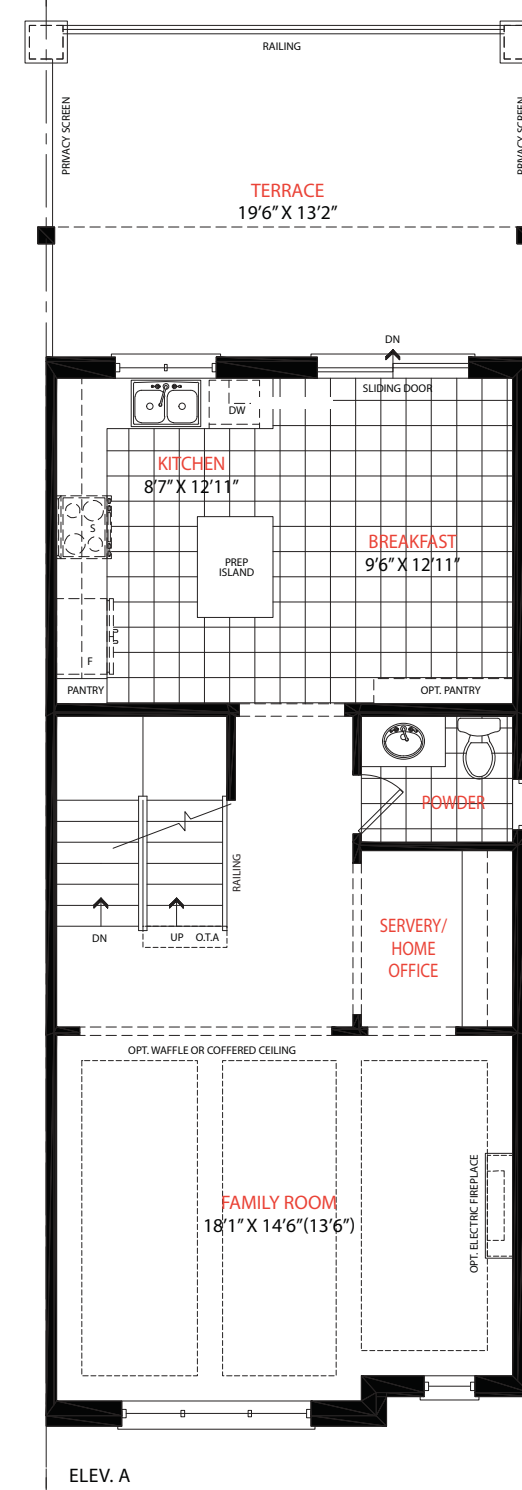 RAILING
PRIVACY SCREEN
PRIVACY SCREEN
TERRACE
19'6" X 13'2"
DN
SLIDING DOOR
DW
KITCHEN
8'7" X 12'11"
S
BREAKFAST
9'6" X 12'11"
PREP
ISLAND
F
PANTRY
OPT. PANTRY
POWDER
RAILING
DN
UP
O.T.A
SERVERY/
HOME
OFFICE
OPT. WAFFLE OR COFFERED CEILING
OPT. ELECTRIC FIREPLACE
FAMILY ROOM
18'1" X 14'6"(13'6")
ELEV. A